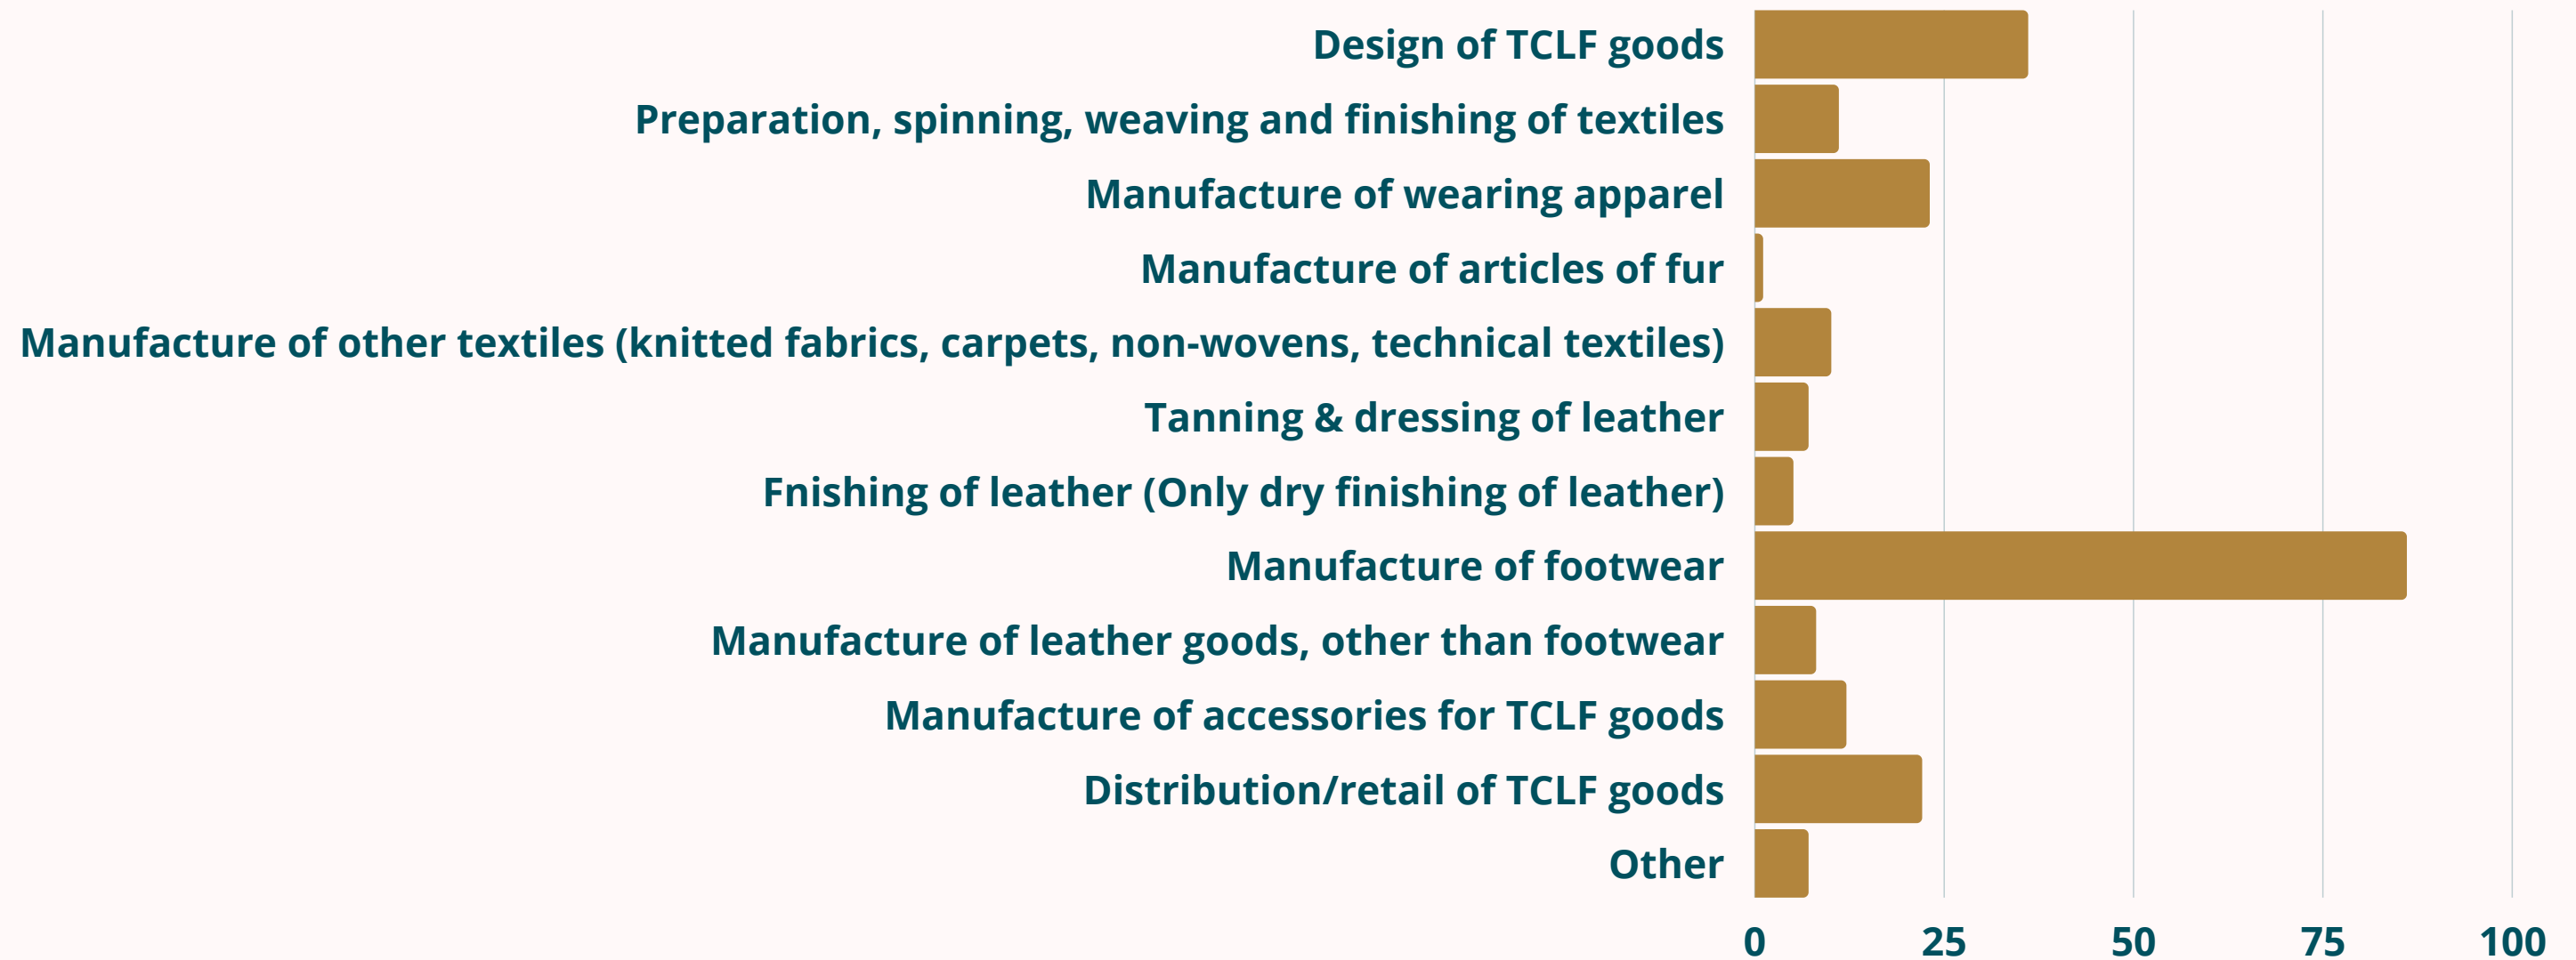 Design of TCLF goods
Preparation, spinning, weaving and finishing of textiles
Manufacture of wearing apparel
Manufacture of articles of fur
Manufacture of other textiles (knitted fabrics, carpets, non-wovens, technical textiles)
Tanning & dressing of leather
Fnishing of leather (Only dry finishing of leather)
Manufacture of footwear
Manufacture of leather goods, other than footwear
Manufacture of accessories for TCLF goods
Distribution/retail of TCLF goods
Other
0 25 50 75 100